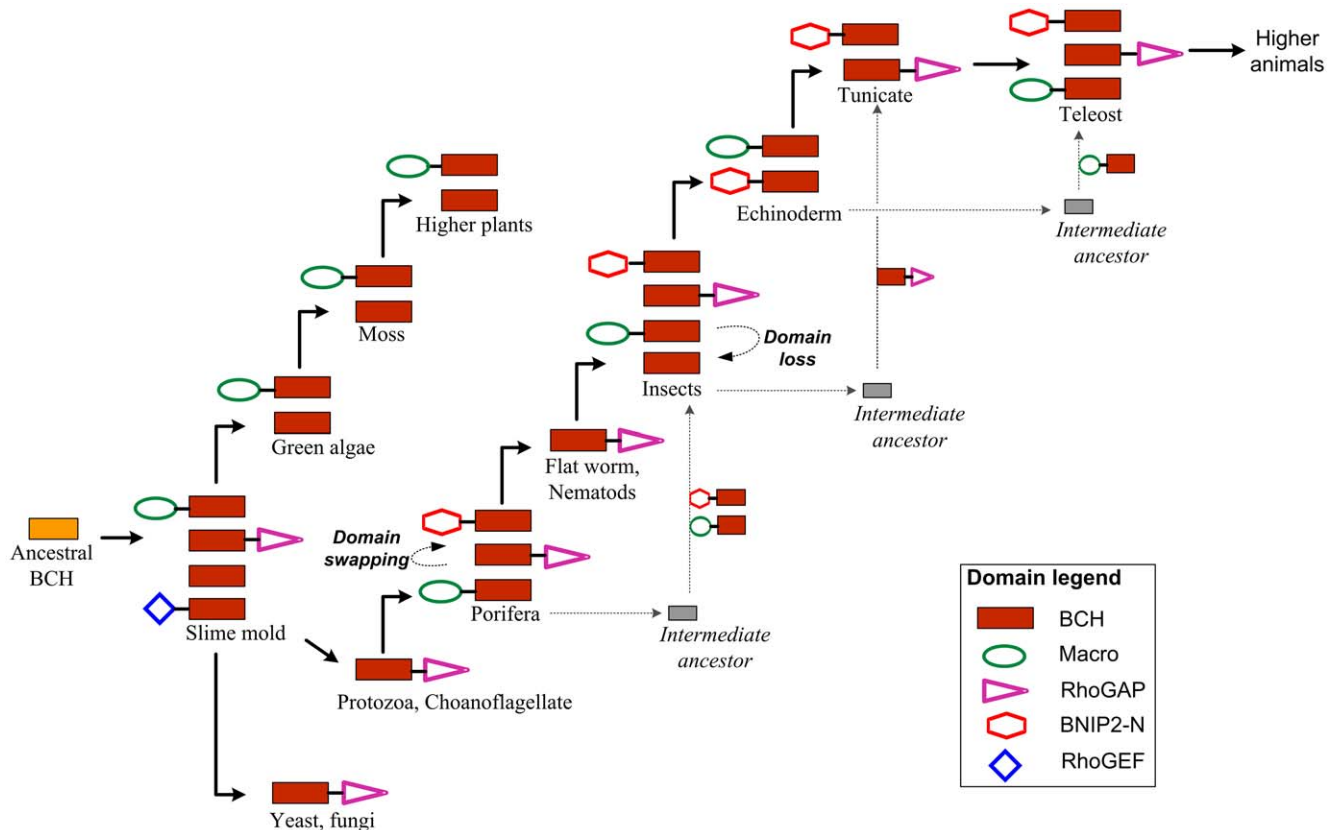 Higher
animals
Tunicate
Teleost
Higher plants
Echinoderm
Intermediate
ancestor
Moss
Domain
loss
Insects
Intermediate
ancestor
Green algae
Flat worm,
Nematods
Ancestral
BCH
Domain
swapping
Slime mold
Porifera
Intermediate
ancestor
Protozoa, Choanoflagellate
Yeast, fungi
Domain legend
BCH
Macro
RhoGAP
BNIP2-N
RhoGEF